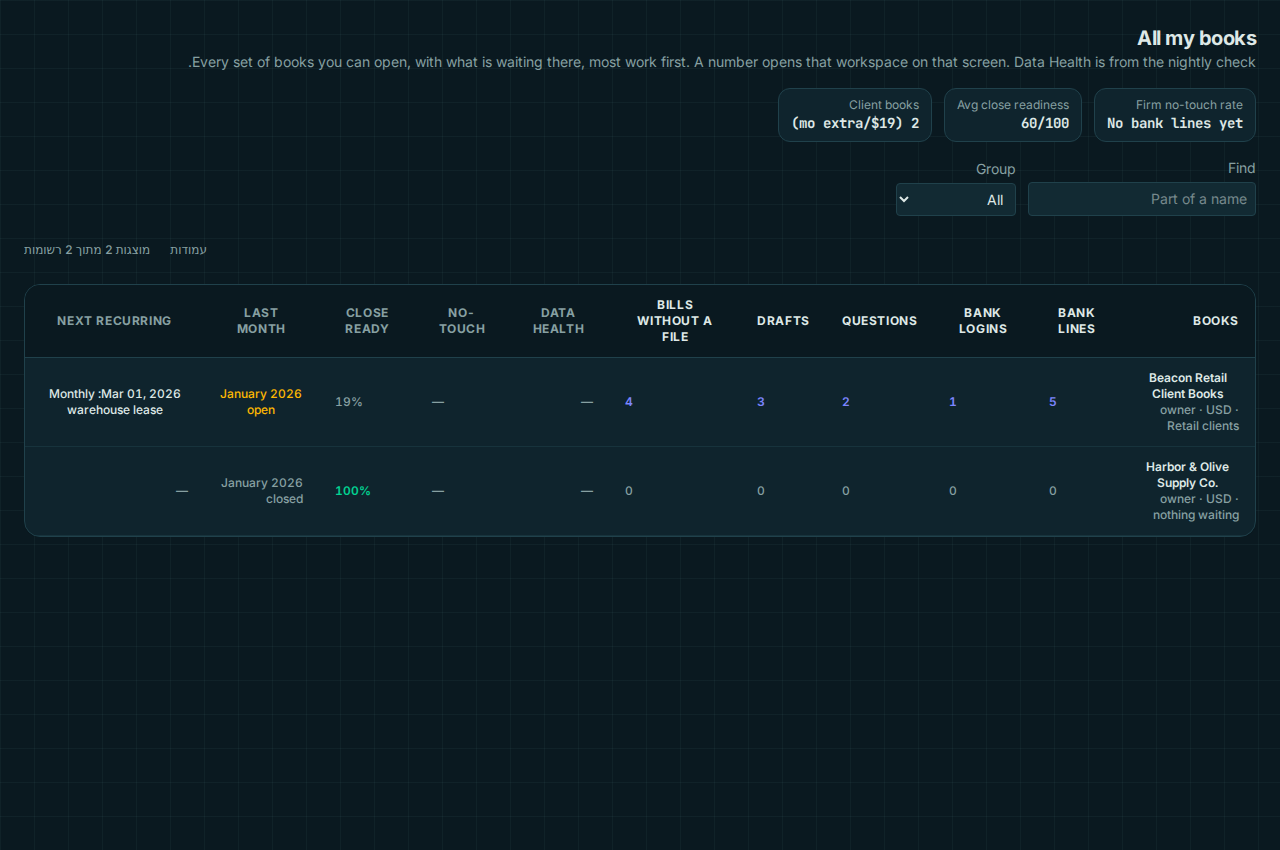 All my books
Every set of books you can open, with what is waiting there, most work first. A number opens that workspace on that screen. Data Health is from the nightly check.
Firm no-touch rate
No bank lines yet
Avg close readiness
60/100
Client books
2 ($19/mo extra)
Find
Part of a name
Group
All
עמודות
מוצגות 2 מתוך 2 רשומות
BOOKS
BANK LINES
BANK LOGINS
QUESTIONS
DRAFTS
BILLS WITHOUT A FILE
DATA HEALTH
NO-TOUCH
CLOSE READY
LAST MONTH
NEXT RECURRING
Beacon Retail Client Books
owner · USD · Retail clients
5
1
2
3
4
—
—
19%
January 2026 open
Mar 01, 2026: Monthly warehouse lease
Harbor & Olive Supply Co.
owner · USD · nothing waiting
0
0
0
0
0
—
—
100%
January 2026 closed
—